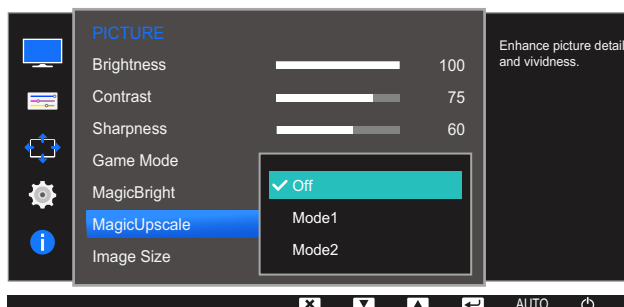 PICTURE
Brightness 100
Contrast 75
Sharpness 60
Game Mode
MagicBright
MagicUpscale
Image Size
Off
Mode1
Mode2
Enhance picture detail
and vividness.
AUTO